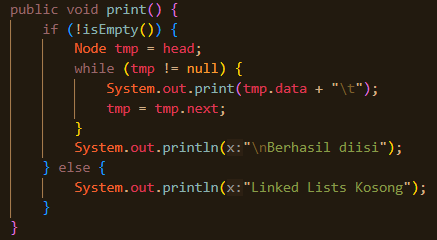 public void print() {
    if (!isEmpty()) {
        Node tmp = head;
        while (tmp != null) {
            System.out.print(tmp.data + "\t");
            tmp = tmp.next;
        }
        System.out.println(x:"\nBerhasil diisi");
    } else {
        System.out.println(x:"Linked Lists Kosong");
    }
}